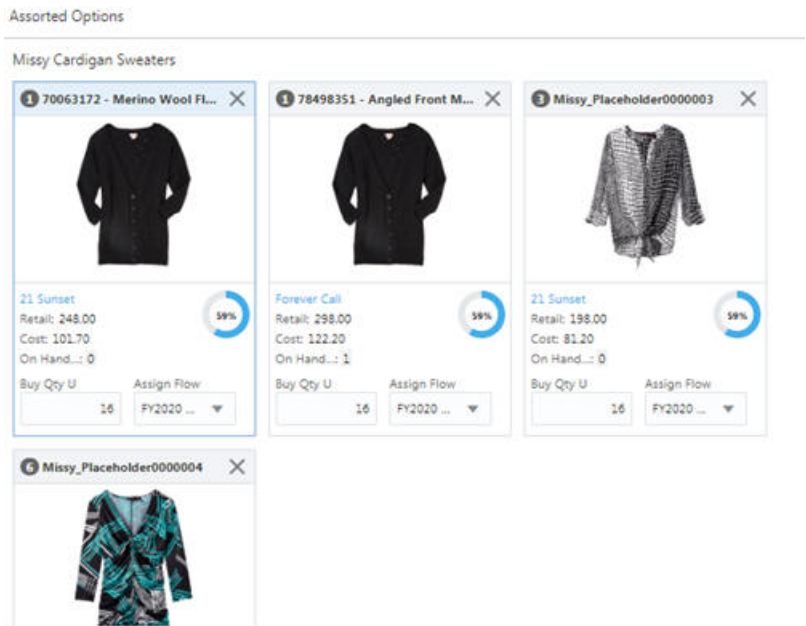 Assorted Options
Missy Cardigan Sweaters
1 70063172 - Merino Wool Fl...
1 78498351 - Angled Front M...
3 Missy_Placeholder0000003
21 Sunset
Retail: 248.00
Cost: 101.70
On Hand...: 0
59%
Buy Qty U Assign Flow
16 FY2020 ...
Forever Call
Retail: 298.00
Cost: 122.20
On Hand...: 1
59%
Buy Qty U Assign Flow
16 FY2020 ...
21 Sunset
Retail: 198.00
Cost: 81.20
On Hand...: 0
59%
Buy Qty U Assign Flow
16 FY2020 ...
6 Missy_Placeholder0000004